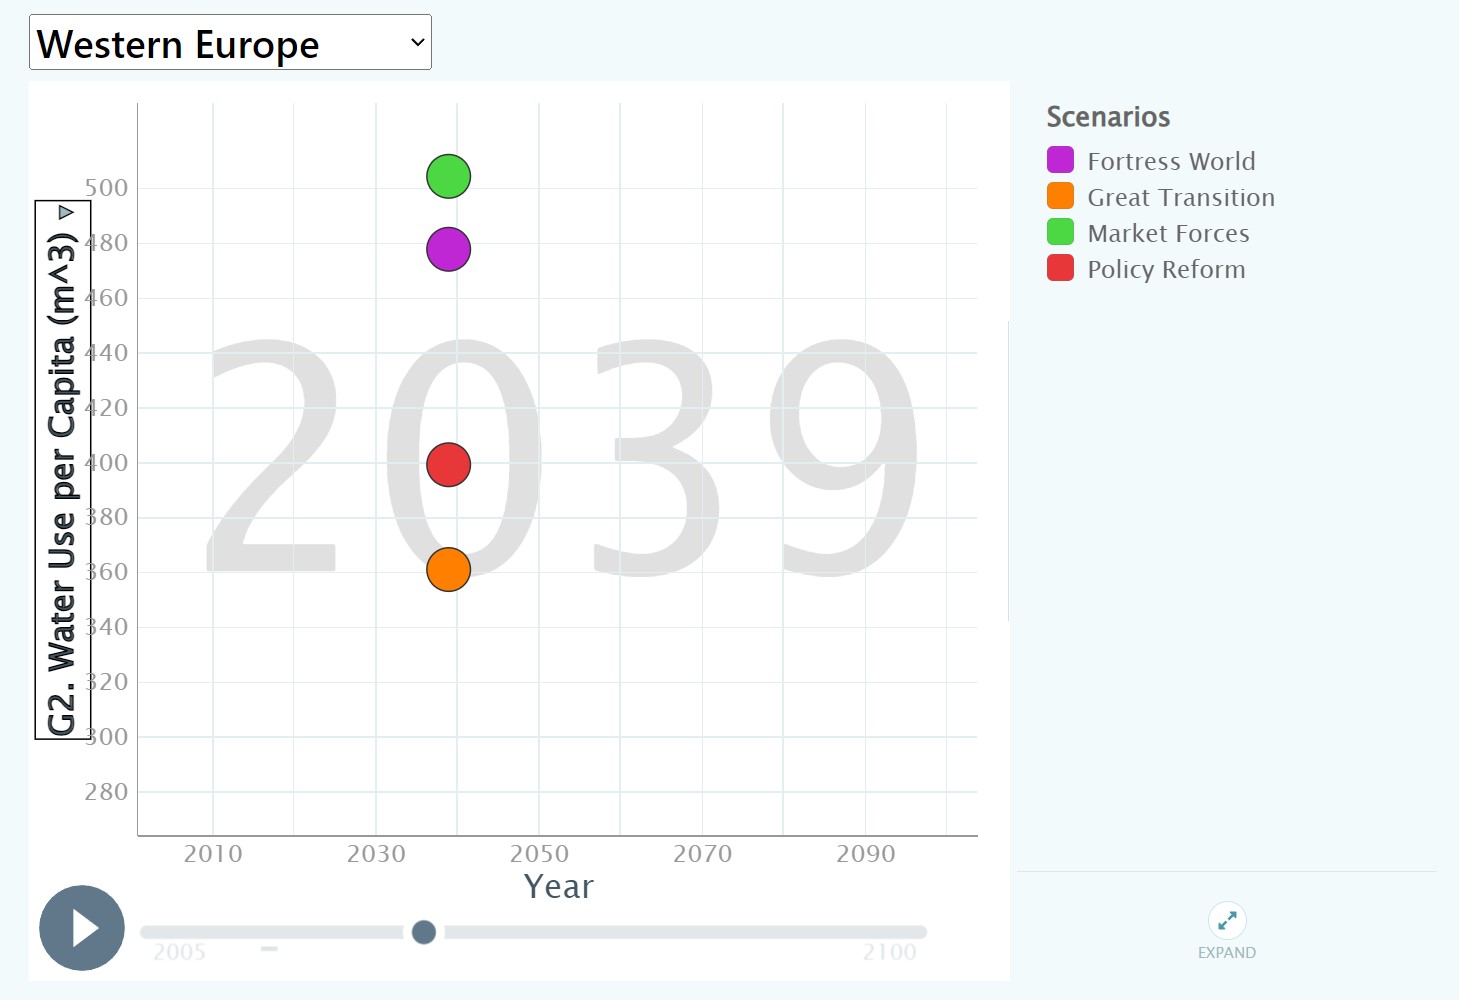 Western Europe
Scenarios
Fortress World
Great Transition
Market Forces
Policy Reform
G2. Water Use per Capita (m^3)
500
480
460
440
420
400
380
360
340
320
300
280
2039
2010
2030
2050
2070
2090
Year
2005
2100
EXPAND